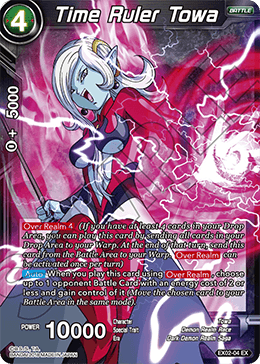 4
Time Ruler Towa
BATTLE
0 + 5000
Over Realm 4 (If you have at least 4 cards in your Drop
Area, you can play this card by sending all cards in your
Drop Area to your Warp. At the end of that turn, send this
card from the Battle Area to your Warp. Over Realm can
be activated once per turn)
Auto When you play this card using Over Realm, choose
up to 1 opponent Battle Card with an energy cost of 2 or
less and gain control of it (Move the chosen card to your
Battle Area in the same mode).
POWER 10000
Character Towa
Special Trait Demon Realm Race
Era Dark Demon Realm Saga
EX02-04 EX